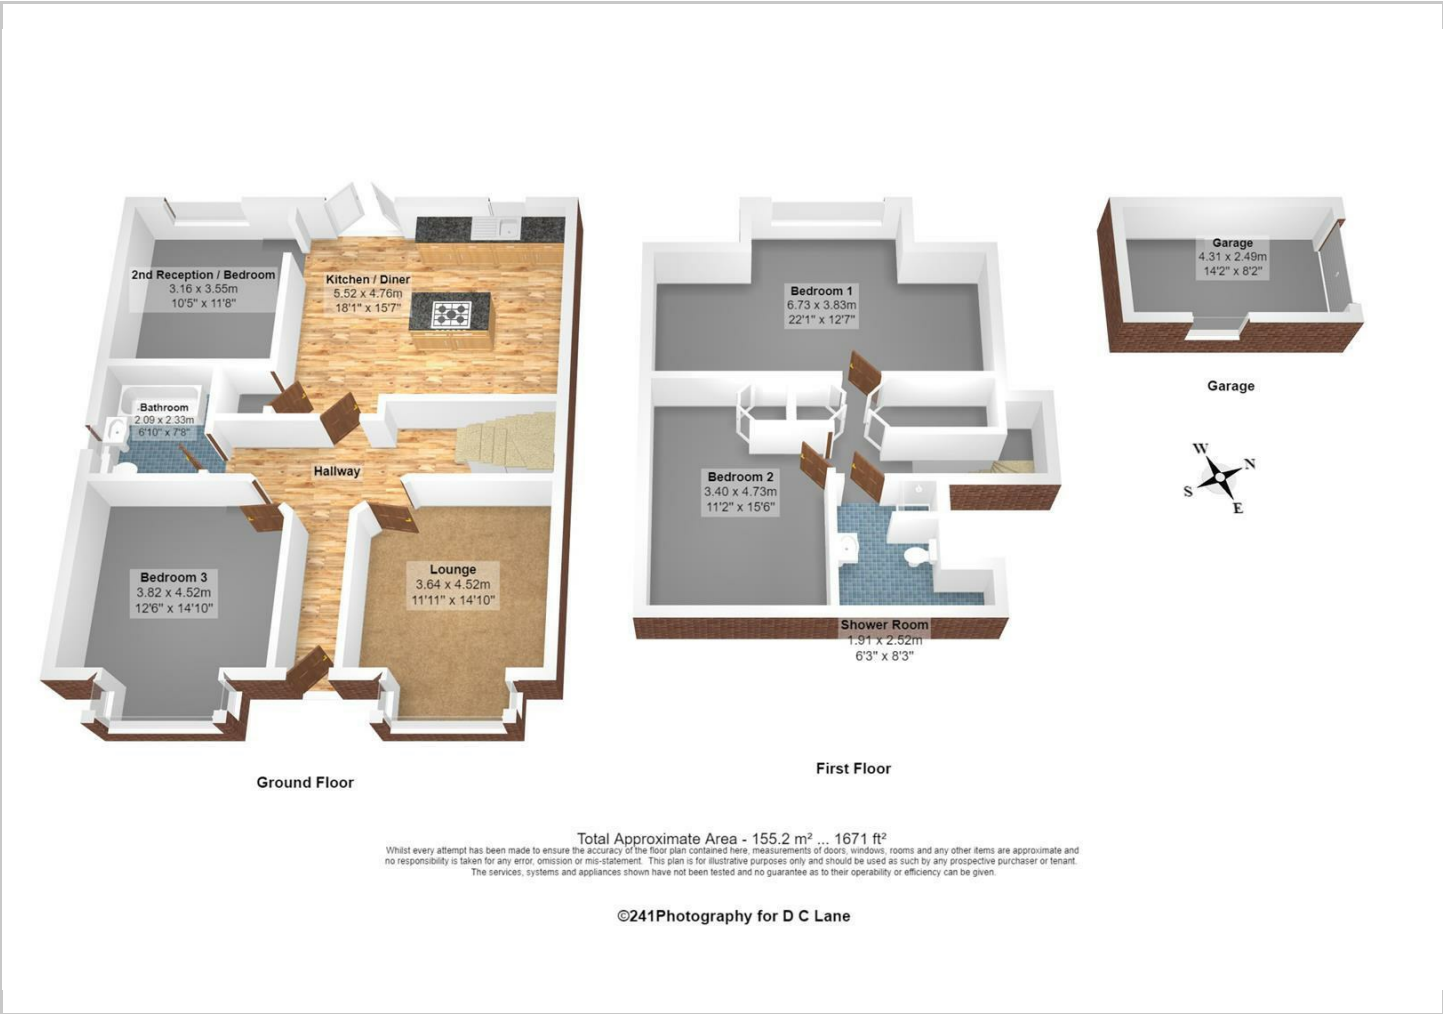 2nd Reception / Bedroom
3.16 x 3.55m
10'5" x 11'8"
Kitchen / Diner
5.52 x 4.76m
18'1" x 15'7"
Bathroom
2.09 x 2.33m
6'10" x 7'8"
Hallway
Bedroom 3
3.82 x 4.52m
12'6" x 14'10"
Lounge
3.64 x 4.52m
11'11" x 14'10"
Ground Floor
Bedroom 1
6.73 x 3.83m
22'1" x 12'7"
Bedroom 2
3.40 x 4.73m
11'2" x 15'6"
Shower Room
1.91 x 2.52m
6'3" x 8'3"
First Floor
Garage
4.31 x 2.49m
14'2" x 8'2"
Garage
W
N
S
E
Total Approximate Area - 155.2 m² ... 1671 ft²
Whilst every attempt has been made to ensure the accuracy of the floor plan contained here, measurements of doors, windows, rooms and any other items are approximate and
no responsibility is taken for any error, omission or mis-statement. This plan is for illustrative purposes only and should be used as such by any prospective purchaser or tenant.
The services, systems and appliances shown have not been tested and no guarantee as to their operability or efficiency can be given.
©241Photography for D C Lane